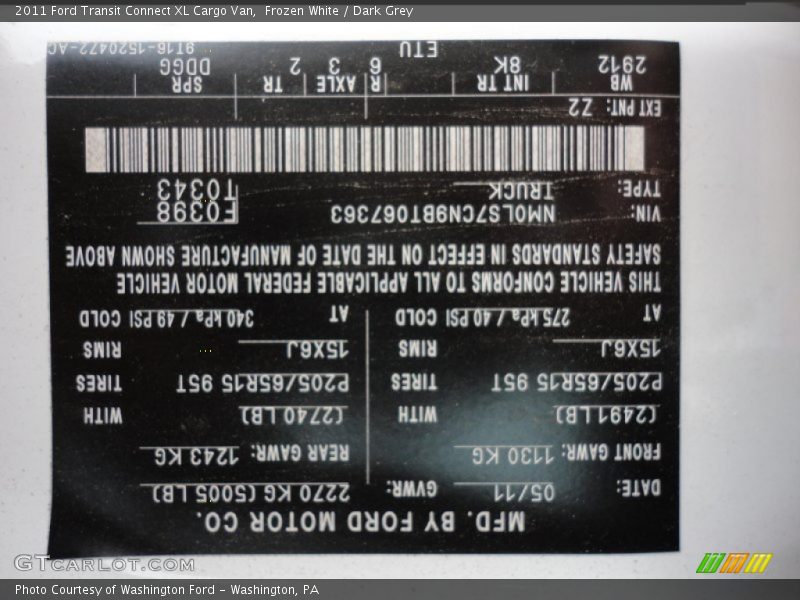 2011 Ford Transit Connect XL Cargo Van, Frozen White / Dark Grey
MFD. BY FORD MOTOR CO.
DATE: 05/11 GVWR: 2270 KG (5005 LB)
FRONT GAWR: 1130 KG REAR GAWR: 1243 KG
(2491 LB) WITH (2740 LB) WITH
P205/65R15 95T TIRES P205/65R15 95T TIRES
15X6J RIMS 15X6J RIMS
AT 275 kPa / 40 PSI COLD AT 340 kPa / 49 PSI COLD
THIS VEHICLE CONFORMS TO ALL APPLICABLE FEDERAL MOTOR VEHICLE
SAFETY STANDARDS IN EFFECT ON THE DATE OF MANUFACTURE SHOWN ABOVE
VIN: NM0LS7CN9BT067363 F0398
TYPE: TRUCK T0343
EXT PNT: Z2
WB INT TR R AXLE TR SPR
2912 8K 6 3 2 DDGG
ETU 9T16-1520472-AC
GTCARLOT.COM
Photo Courtesy of Washington Ford - Washington, PA